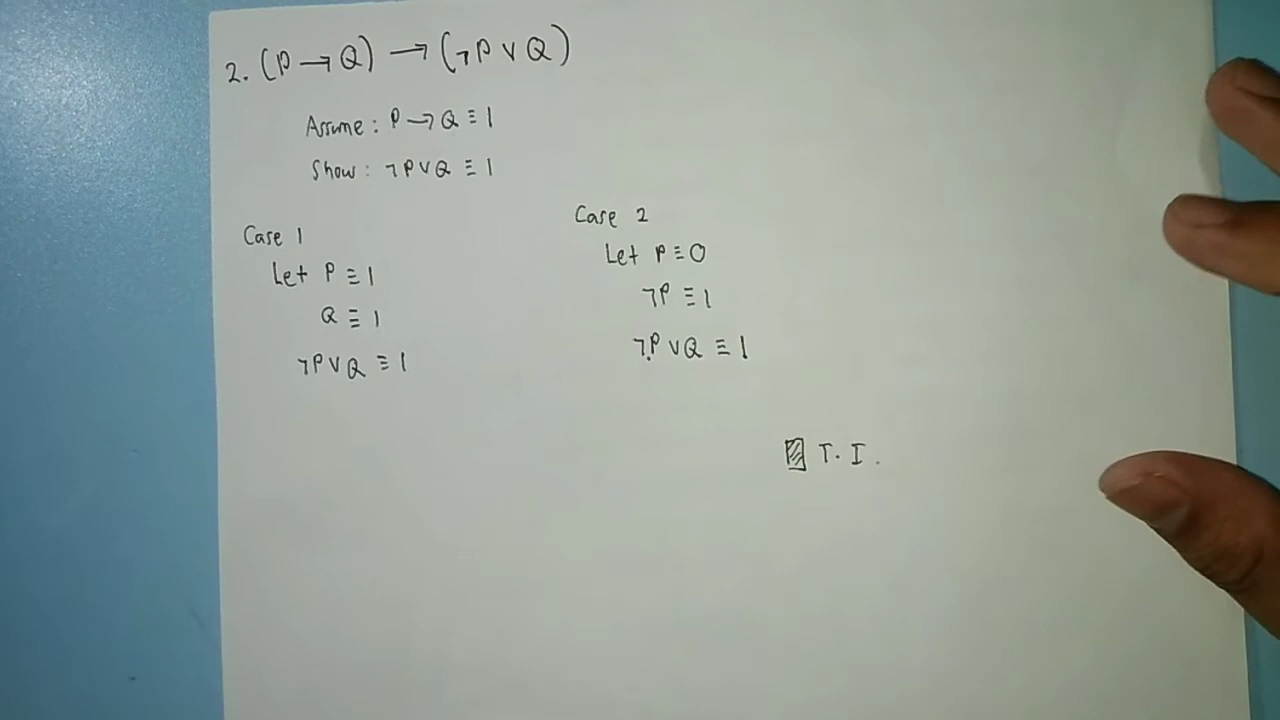 2. (P → Q) → (¬P ∨ Q)
Assume: P → Q ≡ 1
Show: ¬P ∨ Q ≡ 1
Case 1
Let P ≡ 1
Q ≡ 1
¬P ∨ Q ≡ 1
Case 2
Let P ≡ 0
¬P ≡ 1
¬P ∨ Q ≡ 1
▨ T. I.